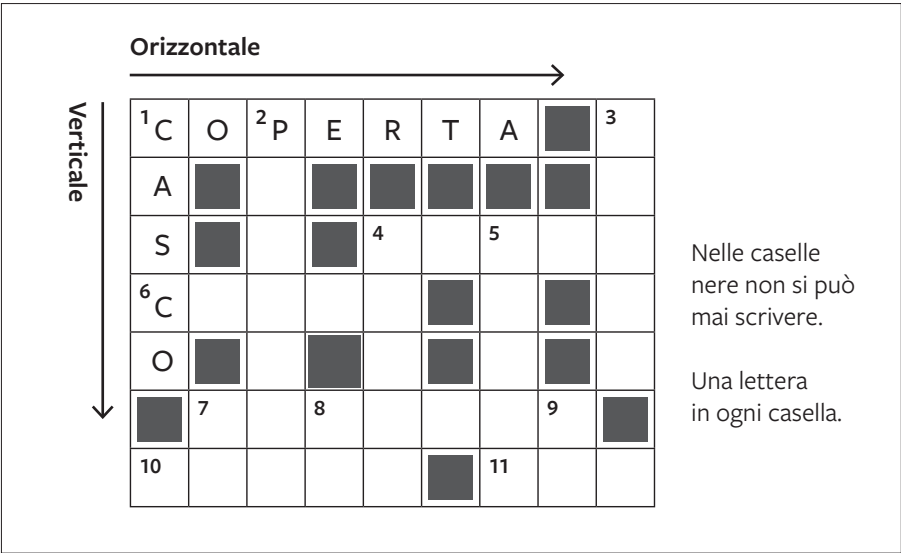 Orizzontale
Verticale
1 C O 2 P E R T A 3
A
S 4 5
6 C
O
7 8 9
10 11
Nelle caselle
nere non si può
mai scrivere.
Una lettera
in ogni casella.